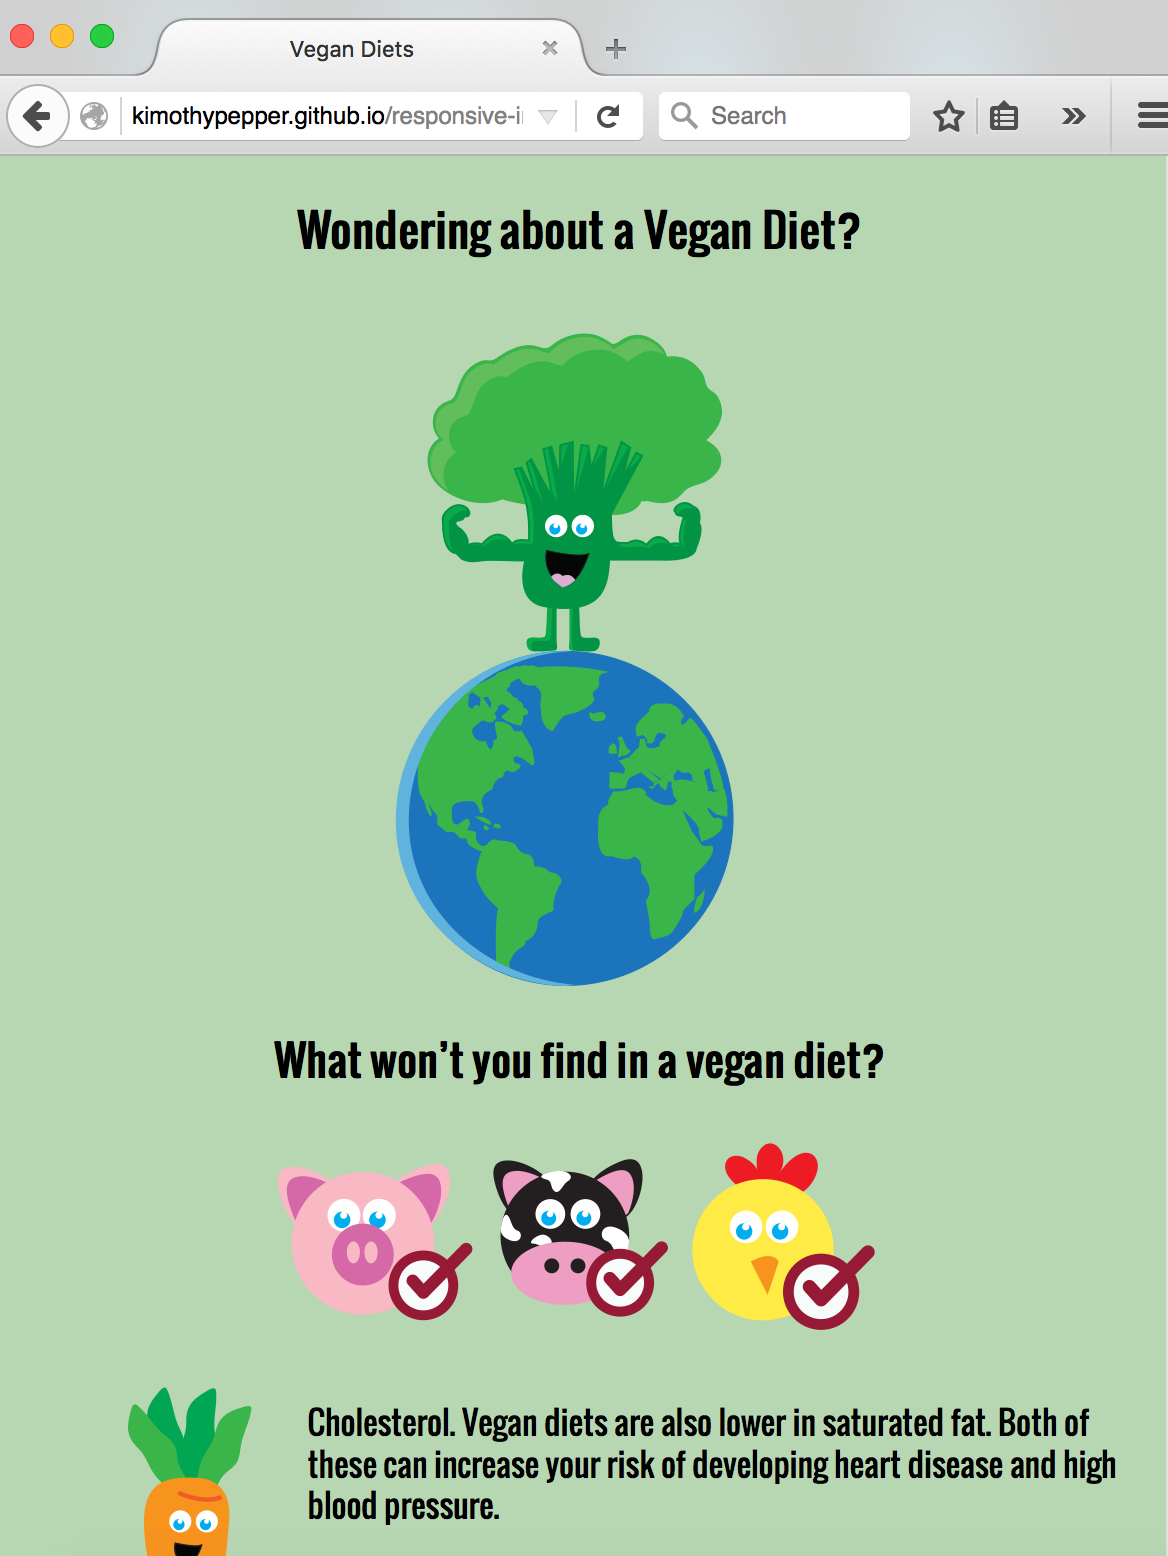 Vegan Diets
kimothypepper.github.io/responsive-i
Search
Wondering about a Vegan Diet?
What won’t you find in a vegan diet?
Cholesterol. Vegan diets are also lower in saturated fat. Both of
these can increase your risk of developing heart disease and high
blood pressure.